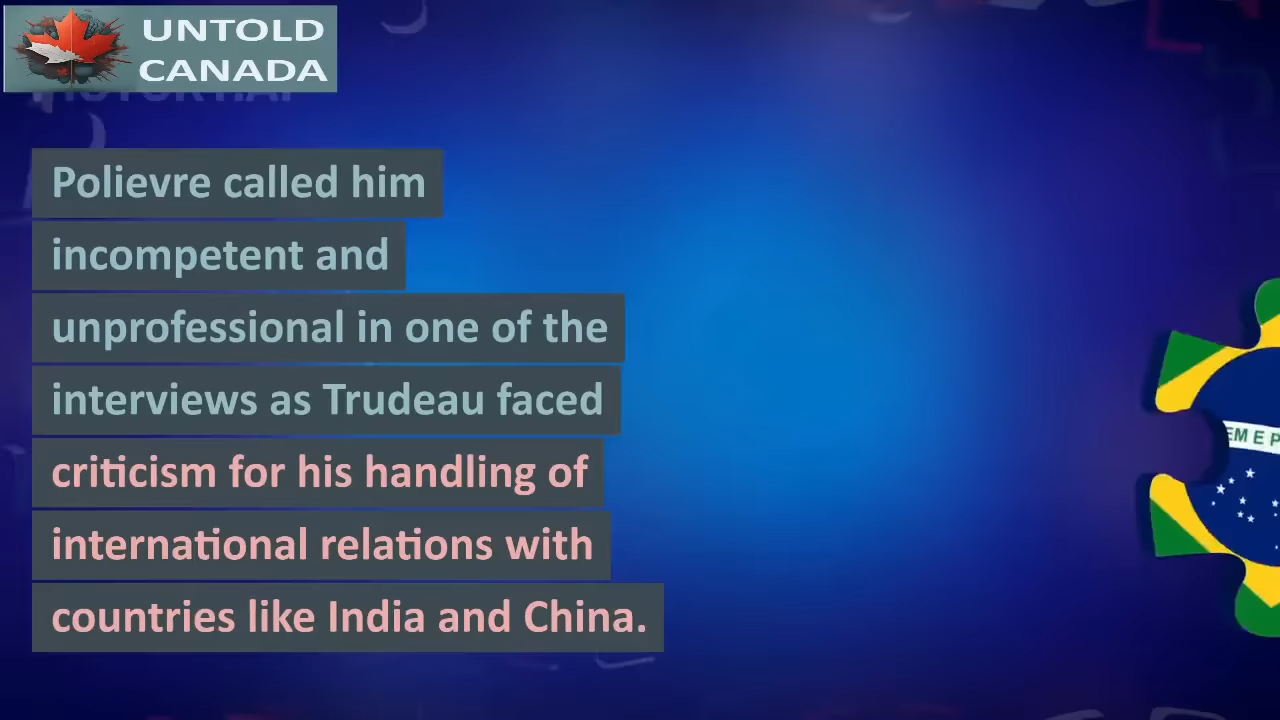 UNTOLD
CANADA
Polievre called him
incompetent and
unprofessional in one of the
interviews as Trudeau faced
criticism for his handling of
international relations with
countries like India and China.
EM E P